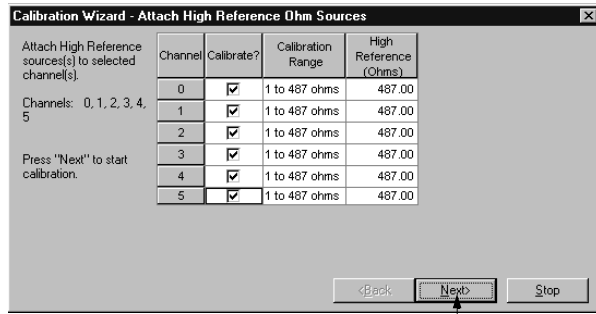 Calibration Wizard - Attach High Reference Ohm Sources
Attach High Reference
sources(s) to selected
channel(s).
Channels: 0, 1, 2, 3, 4,
5
Press "Next" to start
calibration.
Channel Calibrate? Calibration Range High Reference (Ohms)
0 1 to 487 ohms 487.00
1 1 to 487 ohms 487.00
2 1 to 487 ohms 487.00
3 1 to 487 ohms 487.00
4 1 to 487 ohms 487.00
5 1 to 487 ohms 487.00
<Back Next> Stop